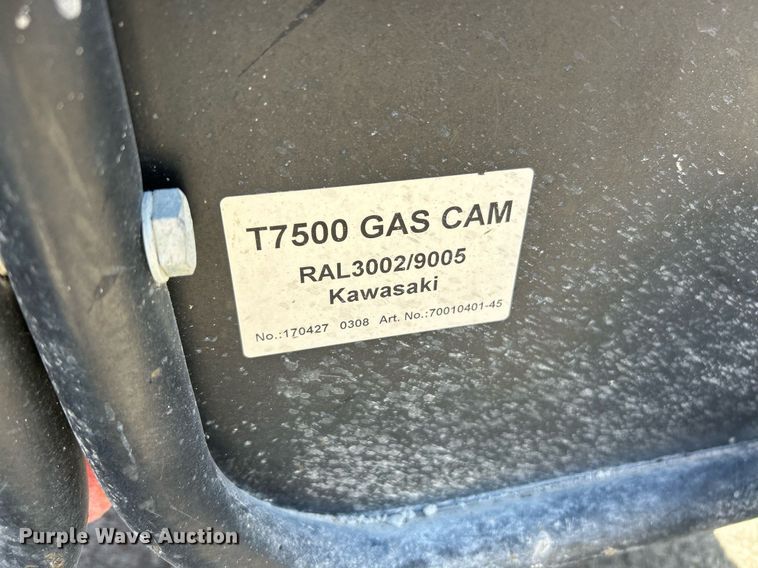 T7500 GAS CAM
RAL3002/9005
Kawasaki
No.:170427 0308 Art. No.:70010401-45
Purple Wave Auction®